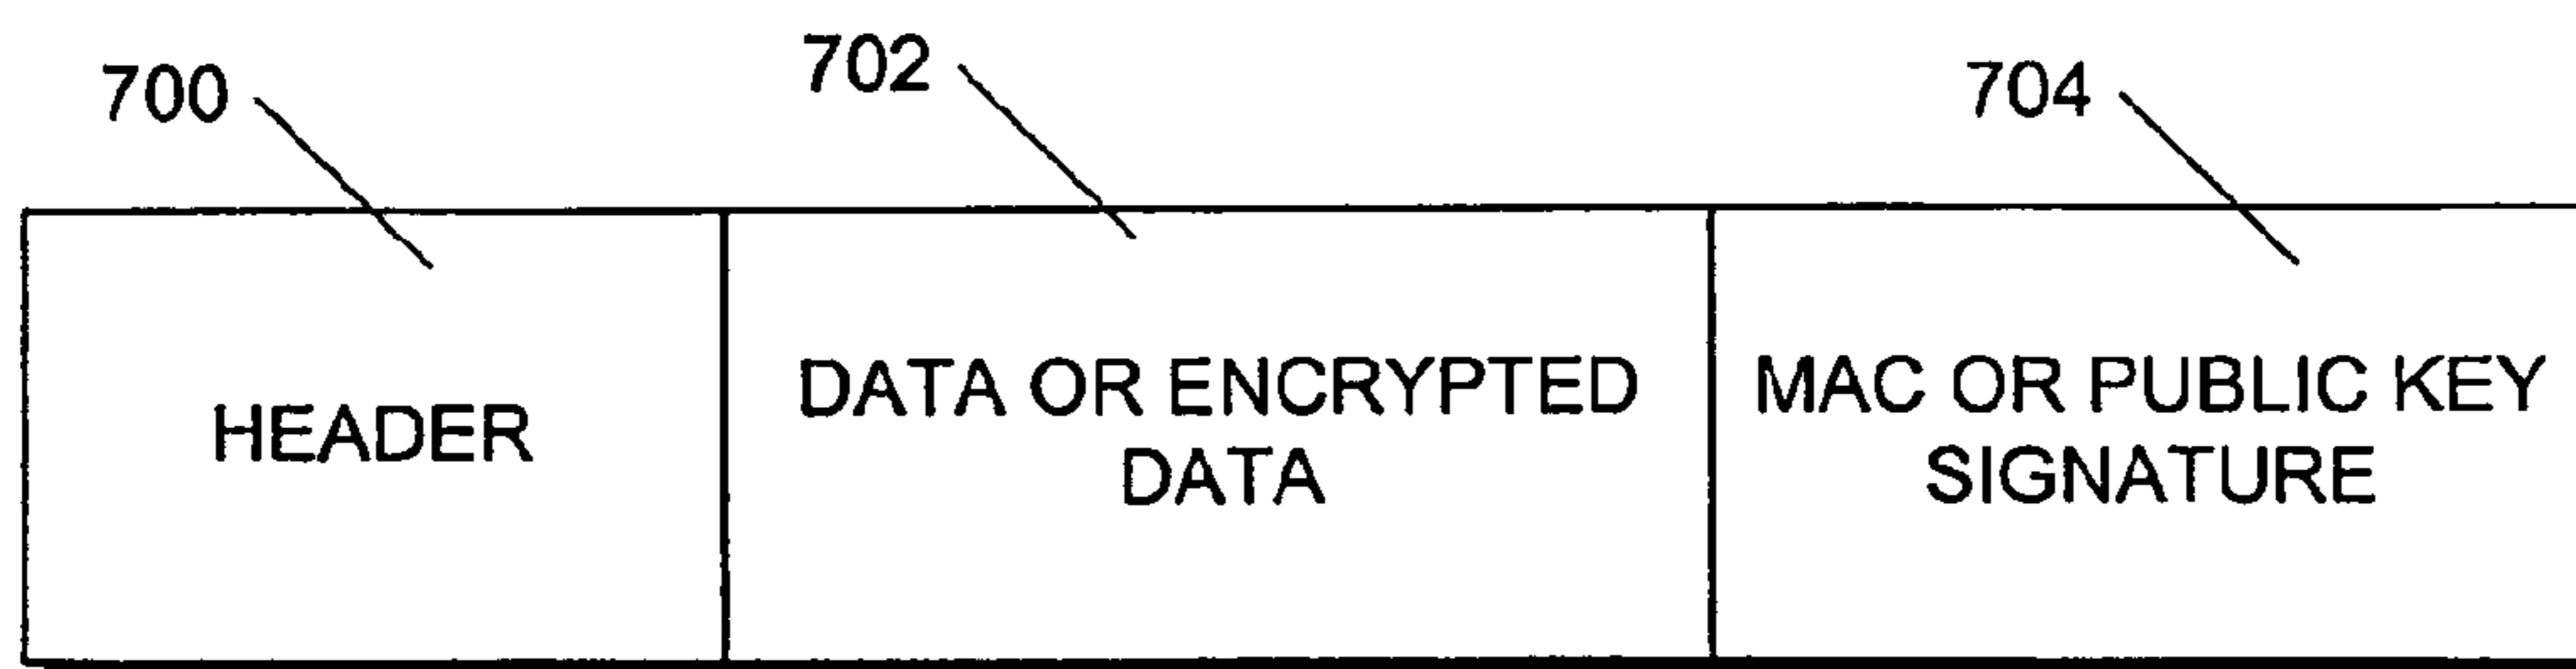 700
702
704
HEADER
DATA OR ENCRYPTED
DATA
MAC OR PUBLIC KEY
SIGNATURE